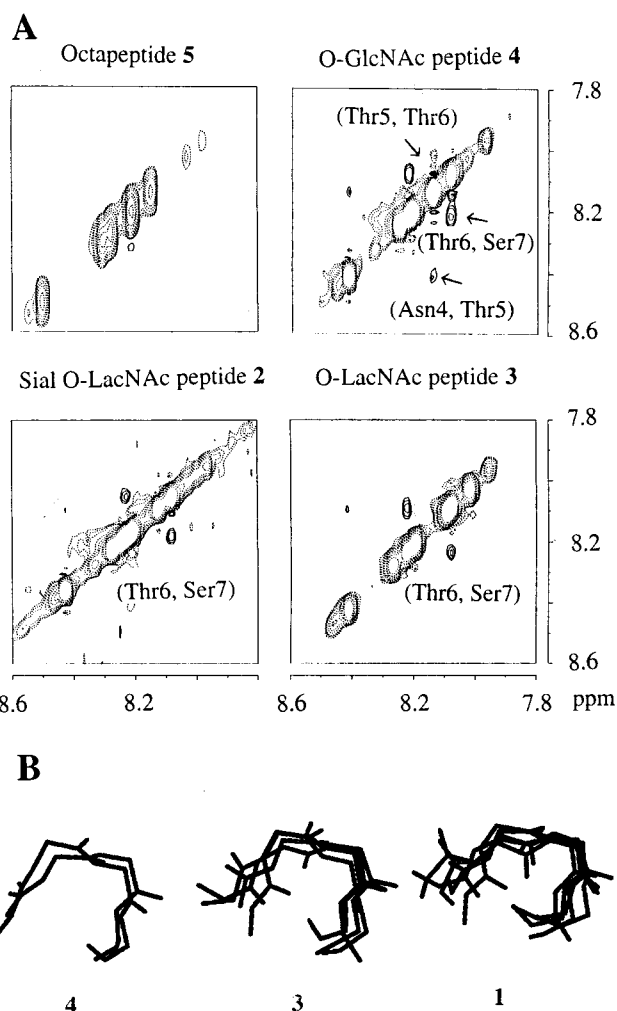 A
Octapeptide 5
O-GlcNAc peptide 4
7.8
(Thr5, Thr6)
8.2
(Thr6, Ser7)
(Asn4, Thr5)
8.6
Sial O-LacNAc peptide 2
O-LacNAc peptide 3
7.8
8.2
(Thr6, Ser7)
(Thr6, Ser7)
8.6
8.6
8.2
8.6
8.2
7.8
ppm
B
4
3
1